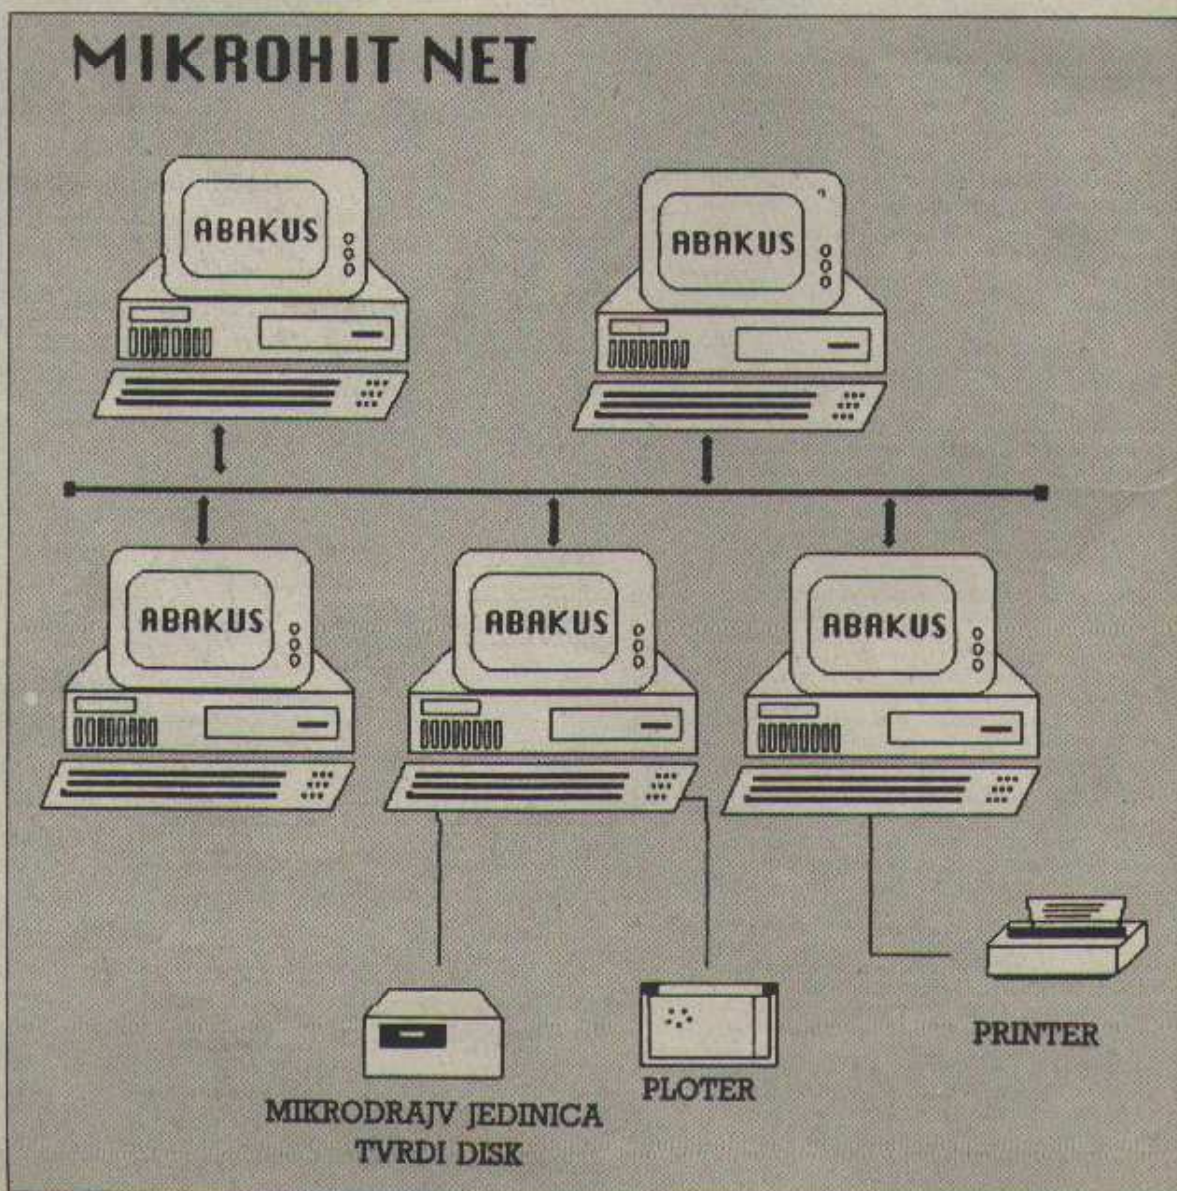 MIKROHIT NET
ABAKUS
ABAKUS
ABAKUS
ABAKUS
ABAKUS
PRINTER
PLOTER
MIKRODRAJV JEDINICA
TVRDI DISK